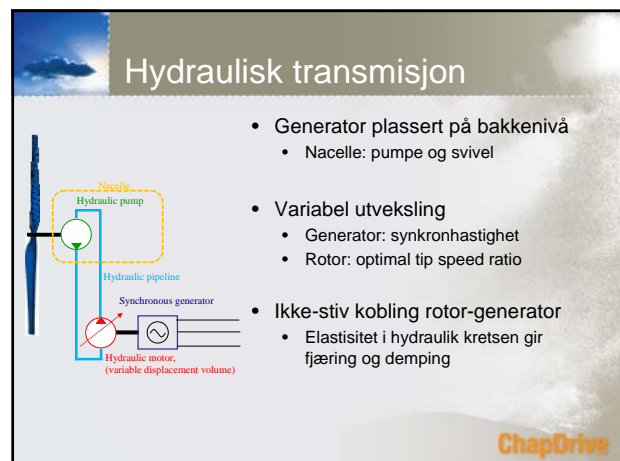 Hydraulisk transmisjon
Nacelle
Hydraulic pump
Hydraulic pipeline
Synchronous generator
Hydraulic motor,
(variable displacement volume)
• Generator plassert på bakkenivå
• Nacelle: pumpe og svivel
• Variabel utveksling
• Generator: synkronhastighet
• Rotor: optimal tip speed ratio
• Ikke-stiv kobling rotor-generator
• Elastisitet i hydraulik kretsen gir
fjæring og demping
ChapDrive